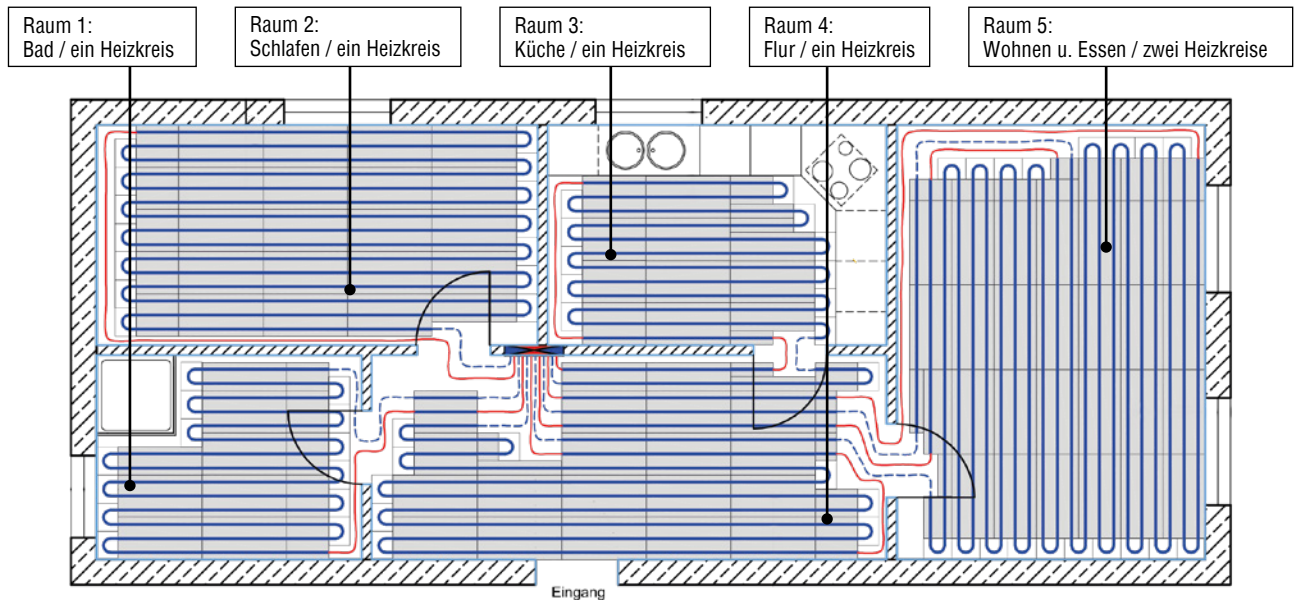 Raum 1:
Bad / ein Heizkreis
Raum 2:
Schlafen / ein Heizkreis
Raum 3:
Küche / ein Heizkreis
Raum 4:
Flur / ein Heizkreis
Raum 5:
Wohnen u. Essen / zwei Heizkreise
Eingang